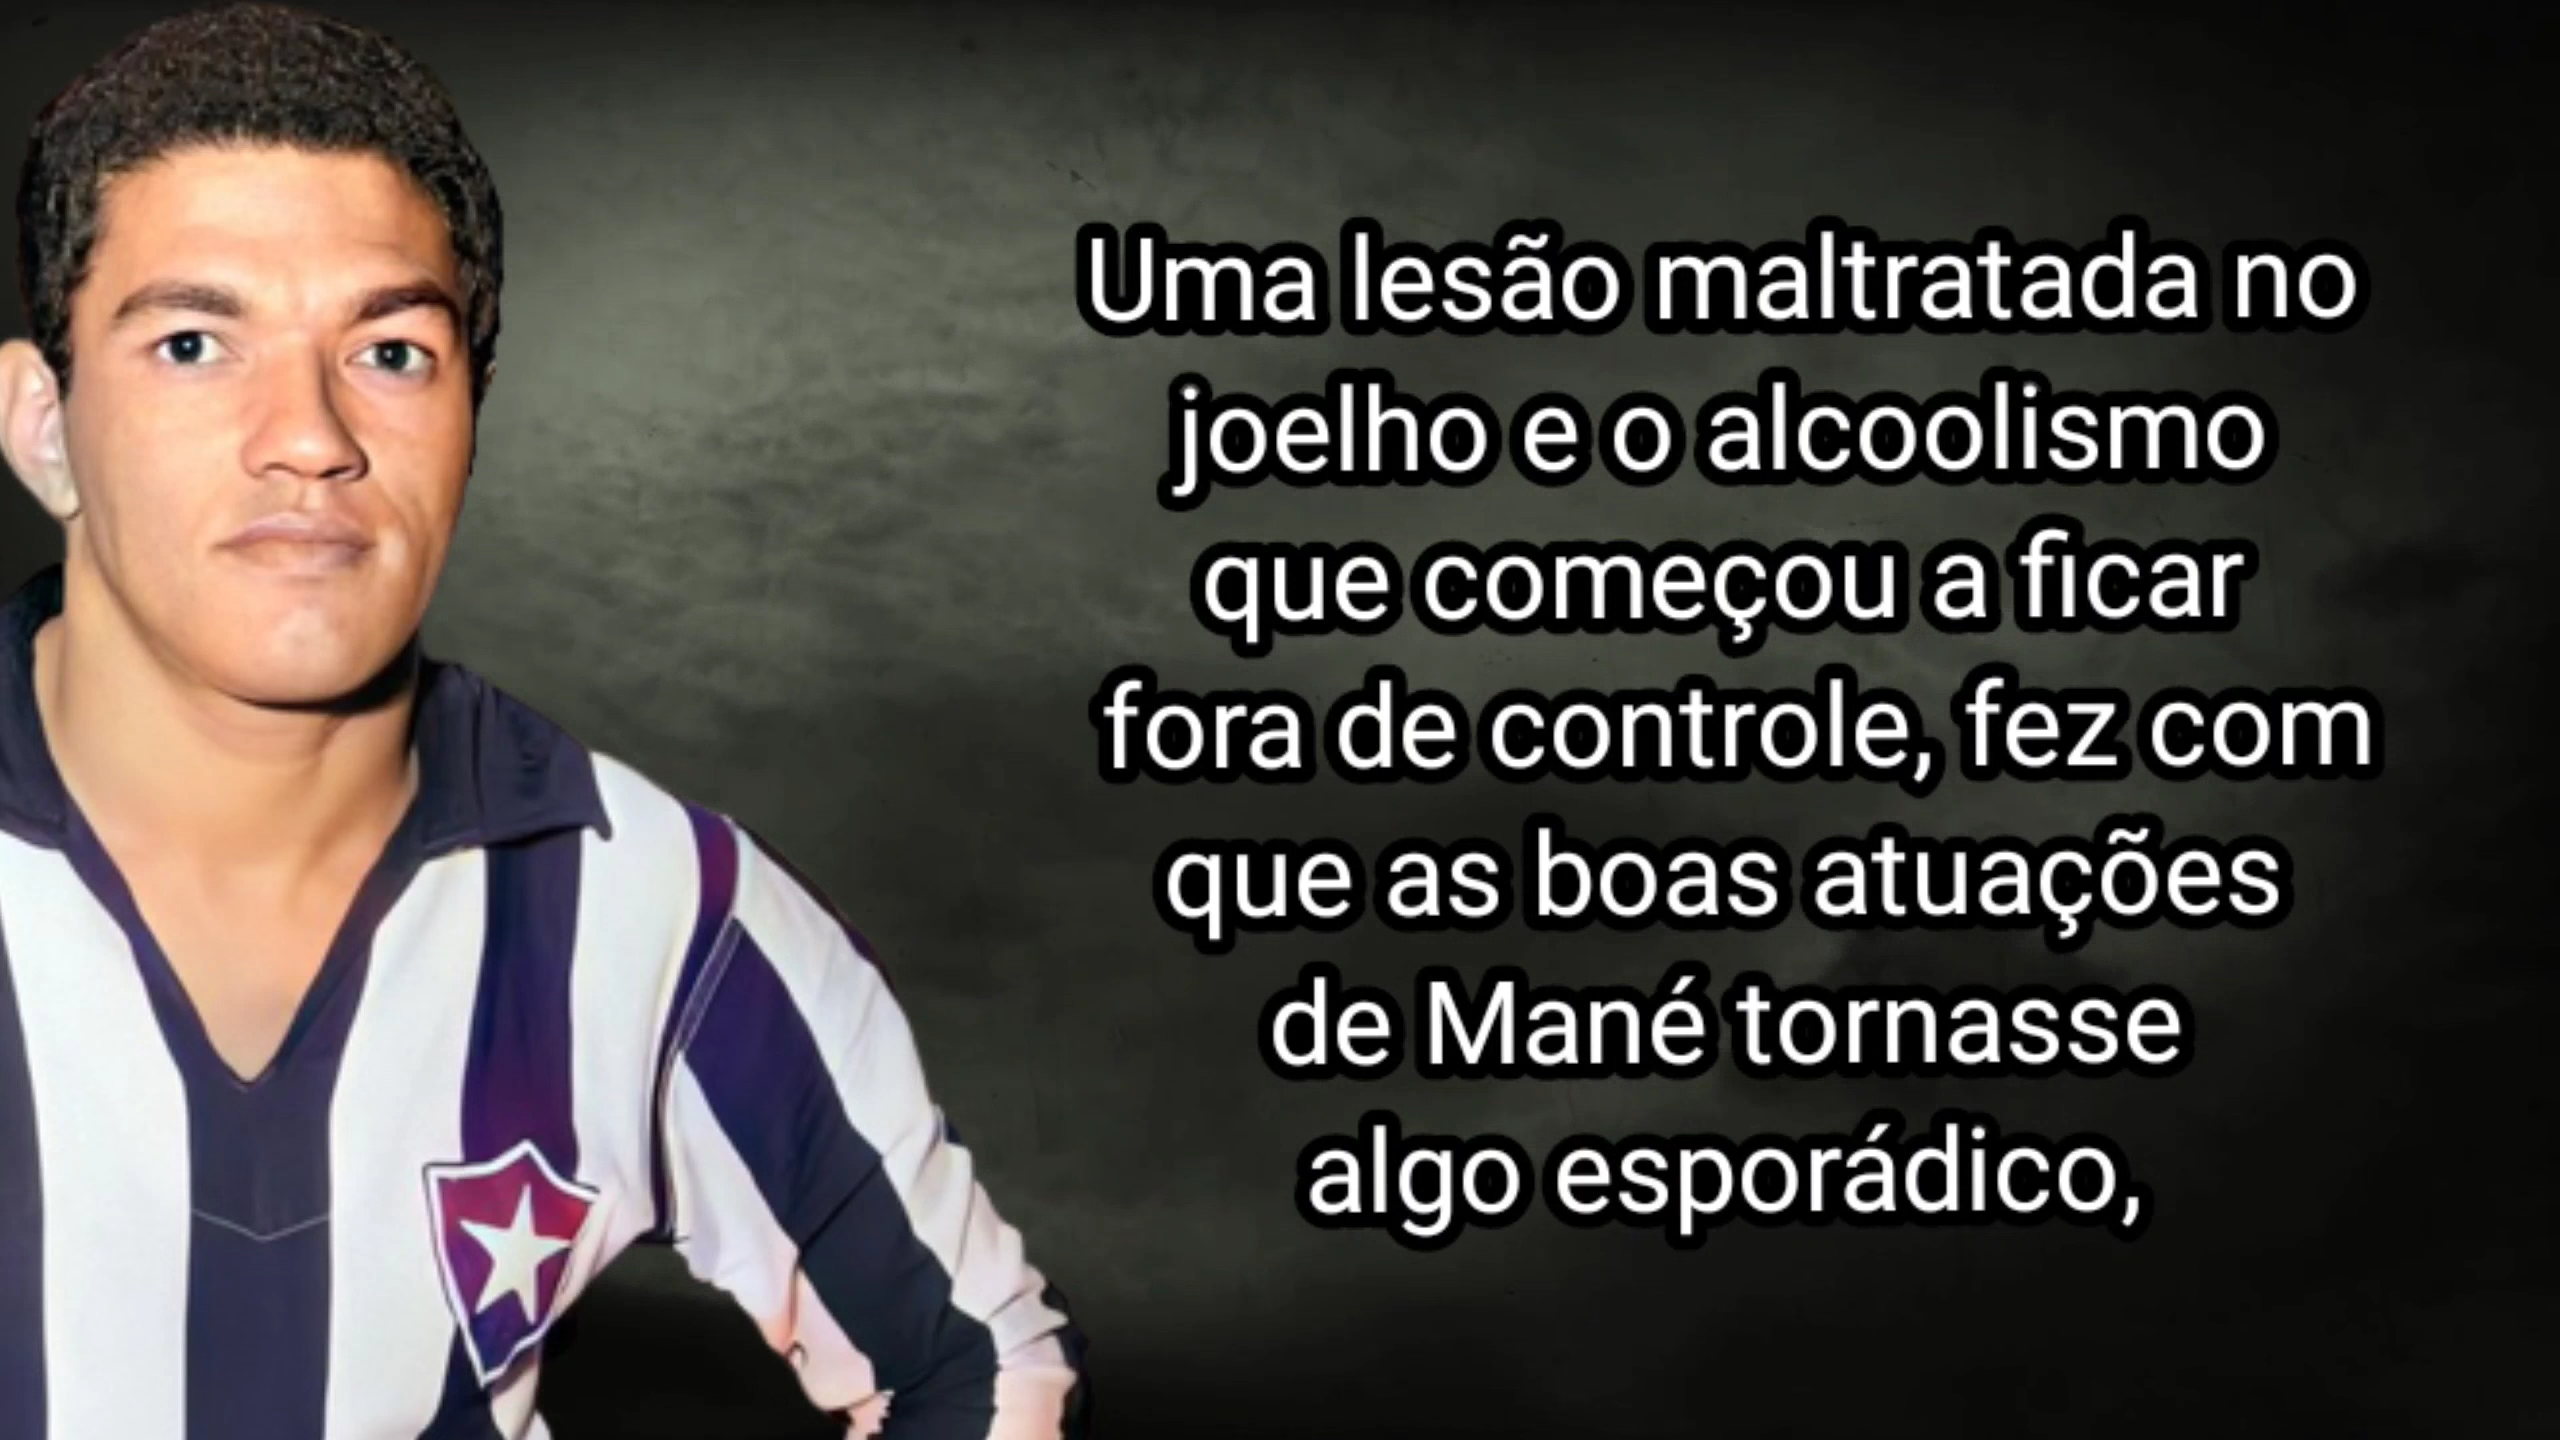 Uma lesão maltratada no
joelho e o alcoolismo
que começou a ficar
fora de controle, fez com
que as boas atuações
de Mané tornasse
algo esporádico,